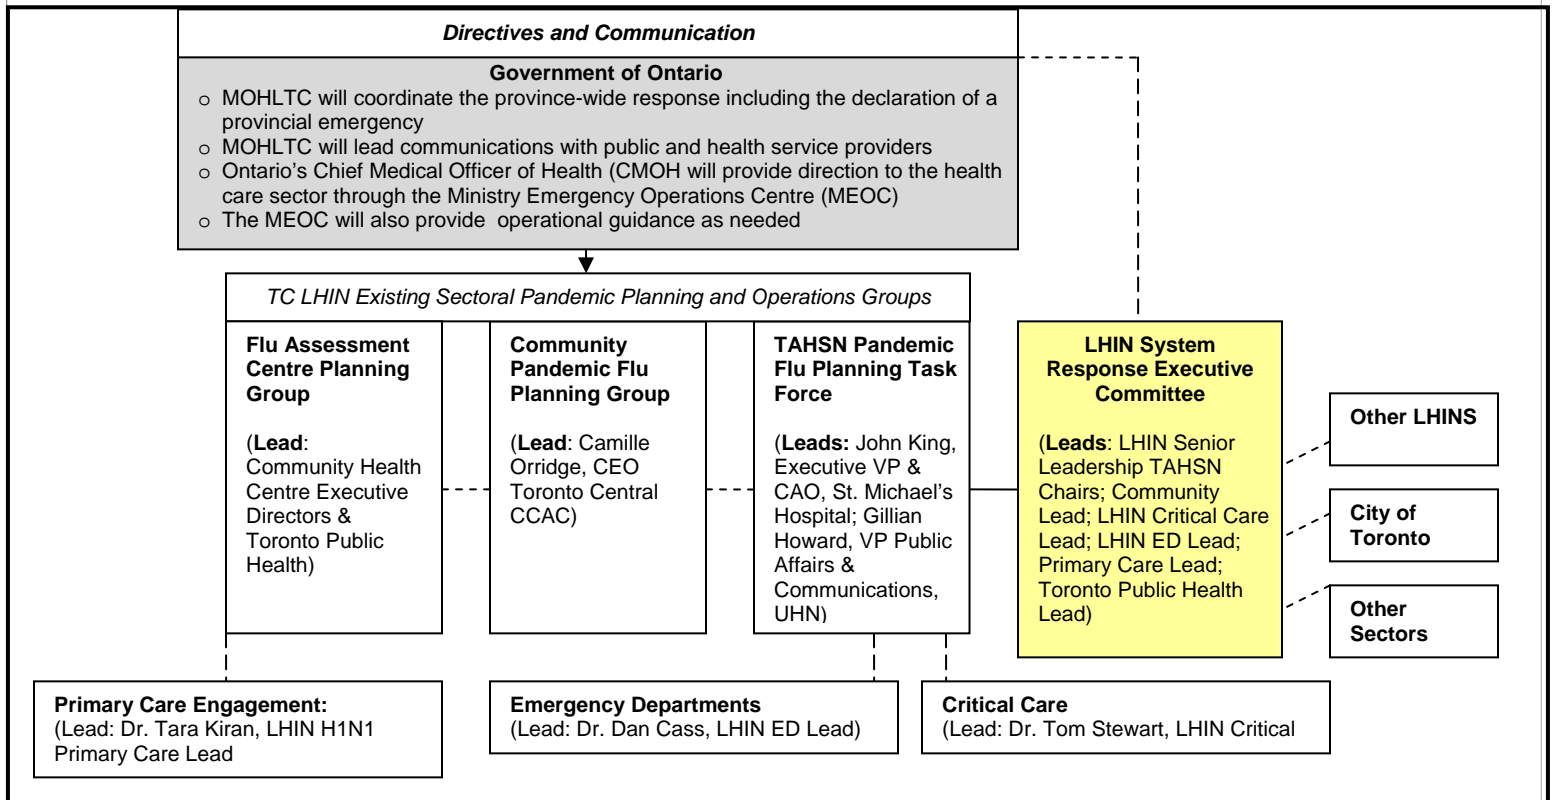 Directives and Communication
Government of Ontario
o MOHLTC will coordinate the province-wide response including the declaration of a
provincial emergency
o MOHLTC will lead communications with public and health service providers
o Ontario's Chief Medical Officer of Health (CMOH will provide direction to the health
care sector through the Ministry Emergency Operations Centre (MEOC)
o The MEOC will also provide operational guidance as needed
TC LHIN Existing Sectoral Pandemic Planning and Operations Groups
Flu Assessment
Centre Planning
Group
(Lead:
Community Health
Centre Executive
Directors &
Toronto Public
Health)
Community
Pandemic Flu
Planning Group
(Lead: Camille
Orridge, CEO
Toronto Central
CCAC)
TAHSN Pandemic
Flu Planning Task
Force
(Leads: John King,
Executive VP &
CAO, St. Michael's
Hospital; Gillian
Howard, VP Public
Affairs &
Communications,
UHN)
LHIN System
Response Executive
Committee
(Leads: LHIN Senior
Leadership TAHSN
Chairs; Community
Lead; LHIN Critical Care
Lead; LHIN ED Lead;
Primary Care Lead;
Toronto Public Health
Lead)
Other LHINS
City of
Toronto
Other
Sectors
Primary Care Engagement:
(Lead: Dr. Tara Kiran, LHIN H1N1
Primary Care Lead
Emergency Departments
(Lead: Dr. Dan Cass, LHIN ED Lead)
Critical Care
(Lead: Dr. Tom Stewart, LHIN Critical